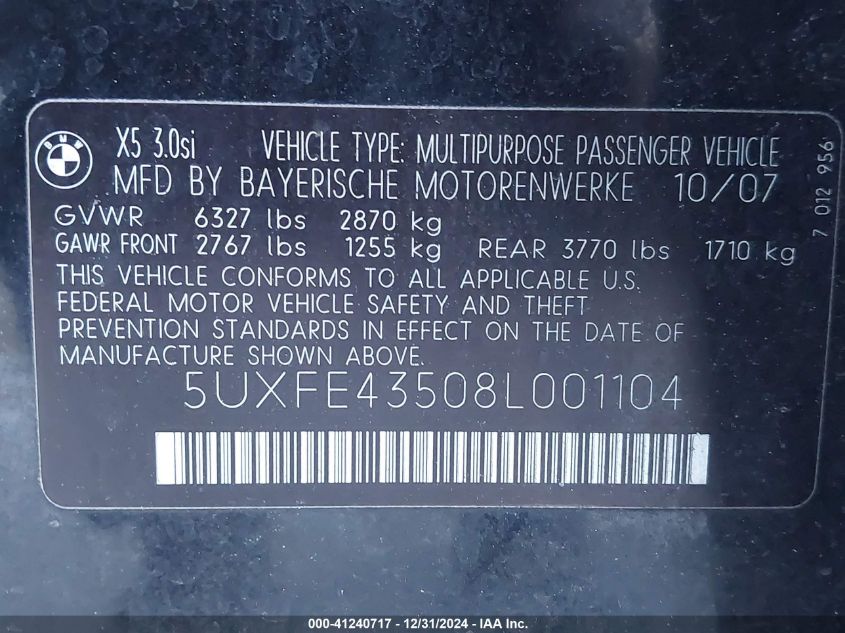 BMW
X5 3.0si VEHICLE TYPE: MULTIPURPOSE PASSENGER VEHICLE
MFD BY BAYERISCHE MOTORENWERKE 10/07
GVWR 6327 lbs 2870 kg
GAWR FRONT 2767 lbs 1255 kg REAR 3770 lbs 1710 kg
THIS VEHICLE CONFORMS TO ALL APPLICABLE U.S.
FEDERAL MOTOR VEHICLE SAFETY AND THEFT
PREVENTION STANDARDS IN EFFECT ON THE DATE OF
MANUFACTURE SHOWN ABOVE.
5UXFE43508L001104
7 012 956
000-41240717 - 12/31/2024 - IAA Inc.